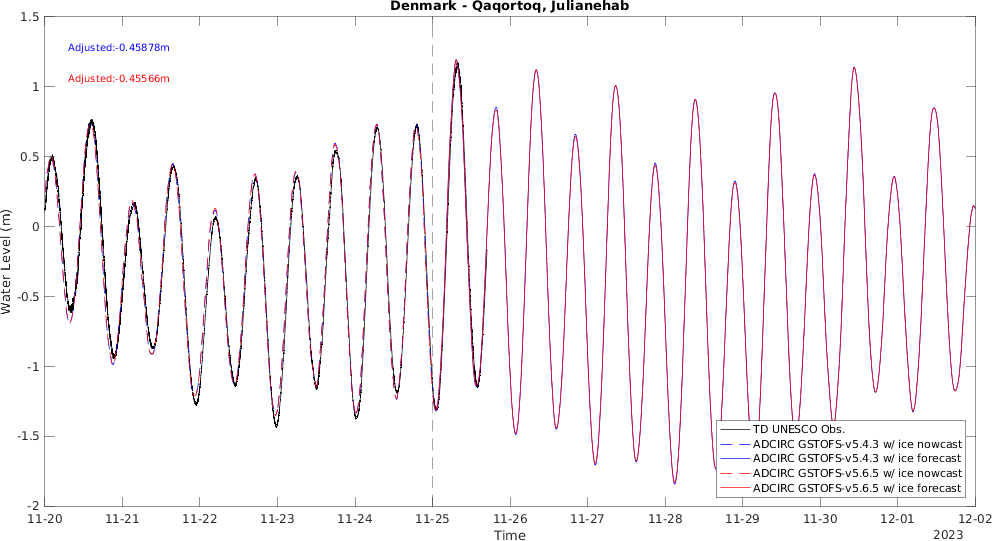 Denmark - Qaqortoq, Julianehab
Adjusted:-0.45878m
Adjusted:-0.45566m
Water Level (m)
1.5
1
0.5
0
-0.5
-1
-1.5
-2
TD UNESCO Obs.
ADCIRC GSTOFS-v5.4.3 w/ ice nowcast
ADCIRC GSTOFS-v5.4.3 w/ ice forecast
ADCIRC GSTOFS-v5.6.5 w/ ice nowcast
ADCIRC GSTOFS-v5.6.5 w/ ice forecast
11-20 11-21 11-22 11-23 11-24 11-25 11-26 11-27 11-28 11-29 11-30 12-01 12-02
Time
2023